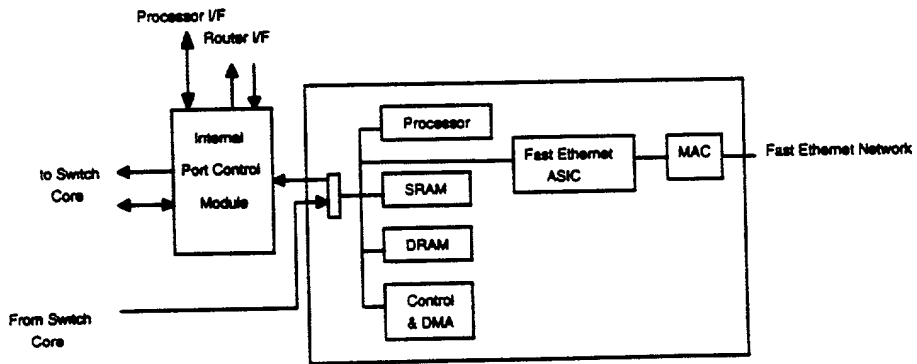 Processor I/F
Router I/F
Internal
Port Control
Module
to Switch
Core
From Switch
Core
Processor
SRAM
DRAM
Control
& DMA
Fast Ethernet
ASIC
MAC
Fast Ethernet Network